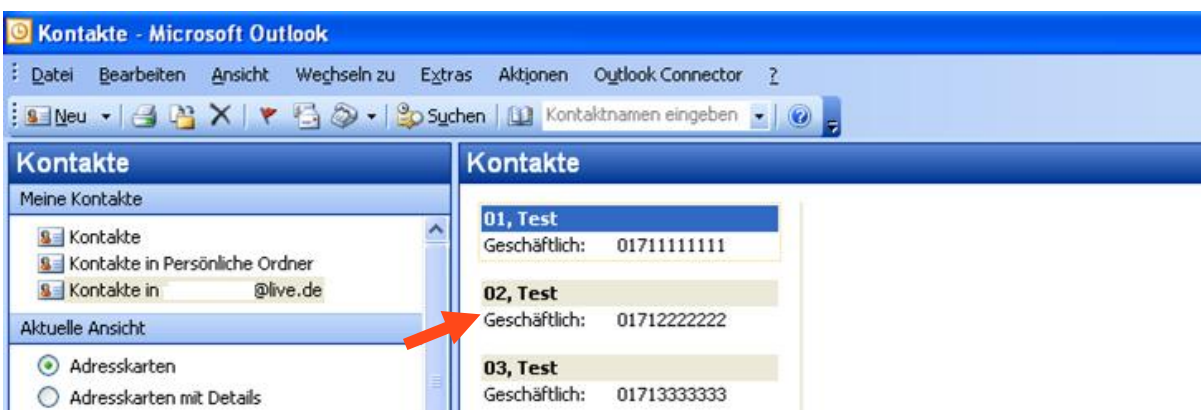 Kontakte - Microsoft Outlook
Datei Bearbeiten Ansicht Wechseln zu Extras Aktionen Outlook Connector ?
Neu Suchen Kontaktnamen eingeben
Kontakte
Meine Kontakte
Kontakte
Kontakte in Persönliche Ordner
Kontakte in @live.de
Aktuelle Ansicht
Adresskarten
Adresskarten mit Details
Kontakte
01, Test
Geschäftlich: 01711111111
02, Test
Geschäftlich: 01712222222
03, Test
Geschäftlich: 01713333333